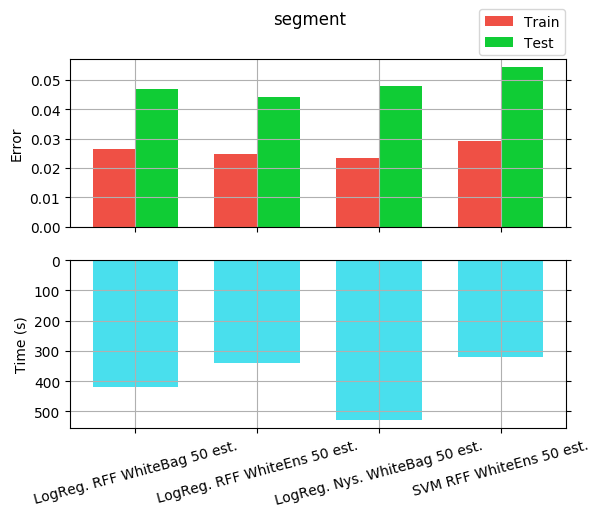 segment
Train
Test
Error
0.05
0.04
0.03
0.02
0.01
0.00
Time (s)
0
100
200
300
400
500
LogReg. RFF WhiteBag 50 est.
LogReg. RFF WhiteEns 50 est.
LogReg. Nys. WhiteBag 50 est.
SVM RFF WhiteEns 50 est.